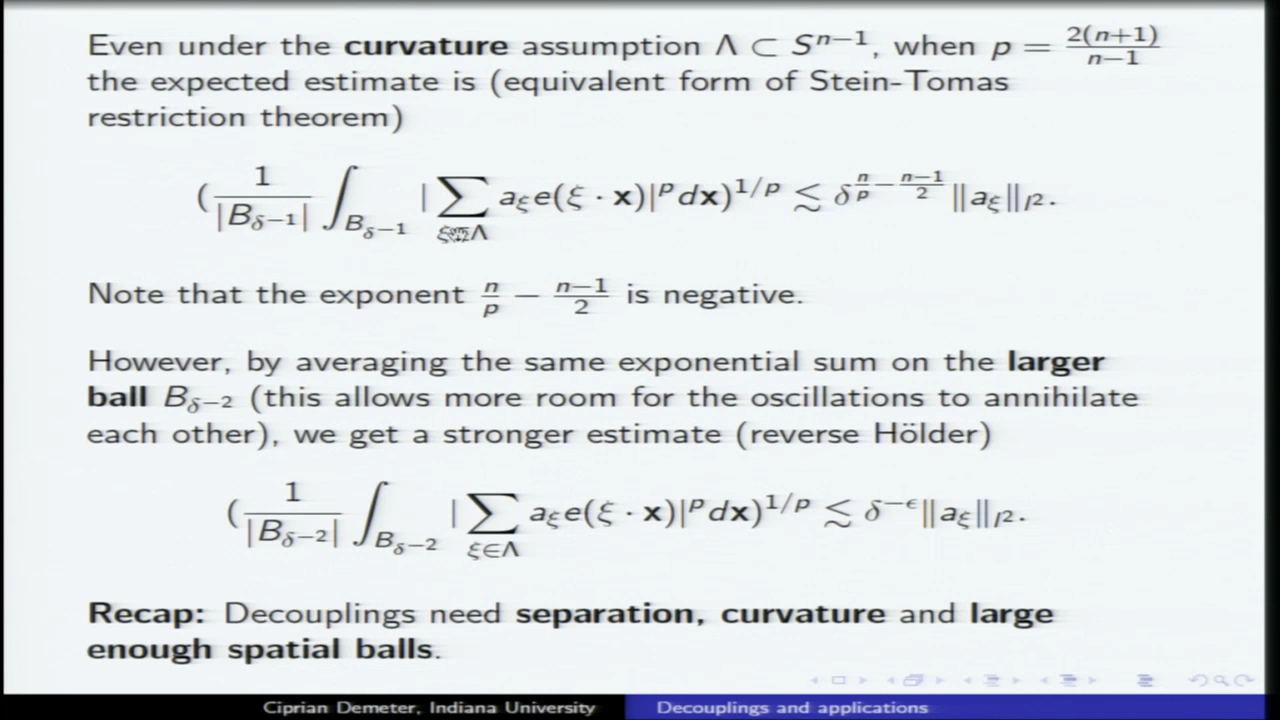 Even under the curvature assumption Λ ⊂ Sⁿ⁻¹, when p = 2(n+1)/(n−1)
the expected estimate is (equivalent form of Stein-Tomas
restriction theorem)
(1/|B_{δ⁻¹}| ∫_{B_{δ⁻¹}} |∑_{ξ∈Λ} a_ξ e(ξ · x)|^p dx)^{1/p} ≲ δ^{n/p − (n−1)/2} ‖a_ξ‖_{l²}.
Note that the exponent n/p − (n−1)/2 is negative.
However, by averaging the same exponential sum on the larger
ball B_{δ−2} (this allows more room for the oscillations to annihilate
each other), we get a stronger estimate (reverse Hölder)
(1/|B_{δ−2}| ∫_{B_{δ−2}} |∑_{ξ∈Λ} a_ξ e(ξ · x)|^p dx)^{1/p} ≲ δ^{−ϵ} ‖a_ξ‖_{l²}.
Recap: Decouplings need separation, curvature and large
enough spatial balls.
Ciprian Demeter, Indiana University Decouplings and applications